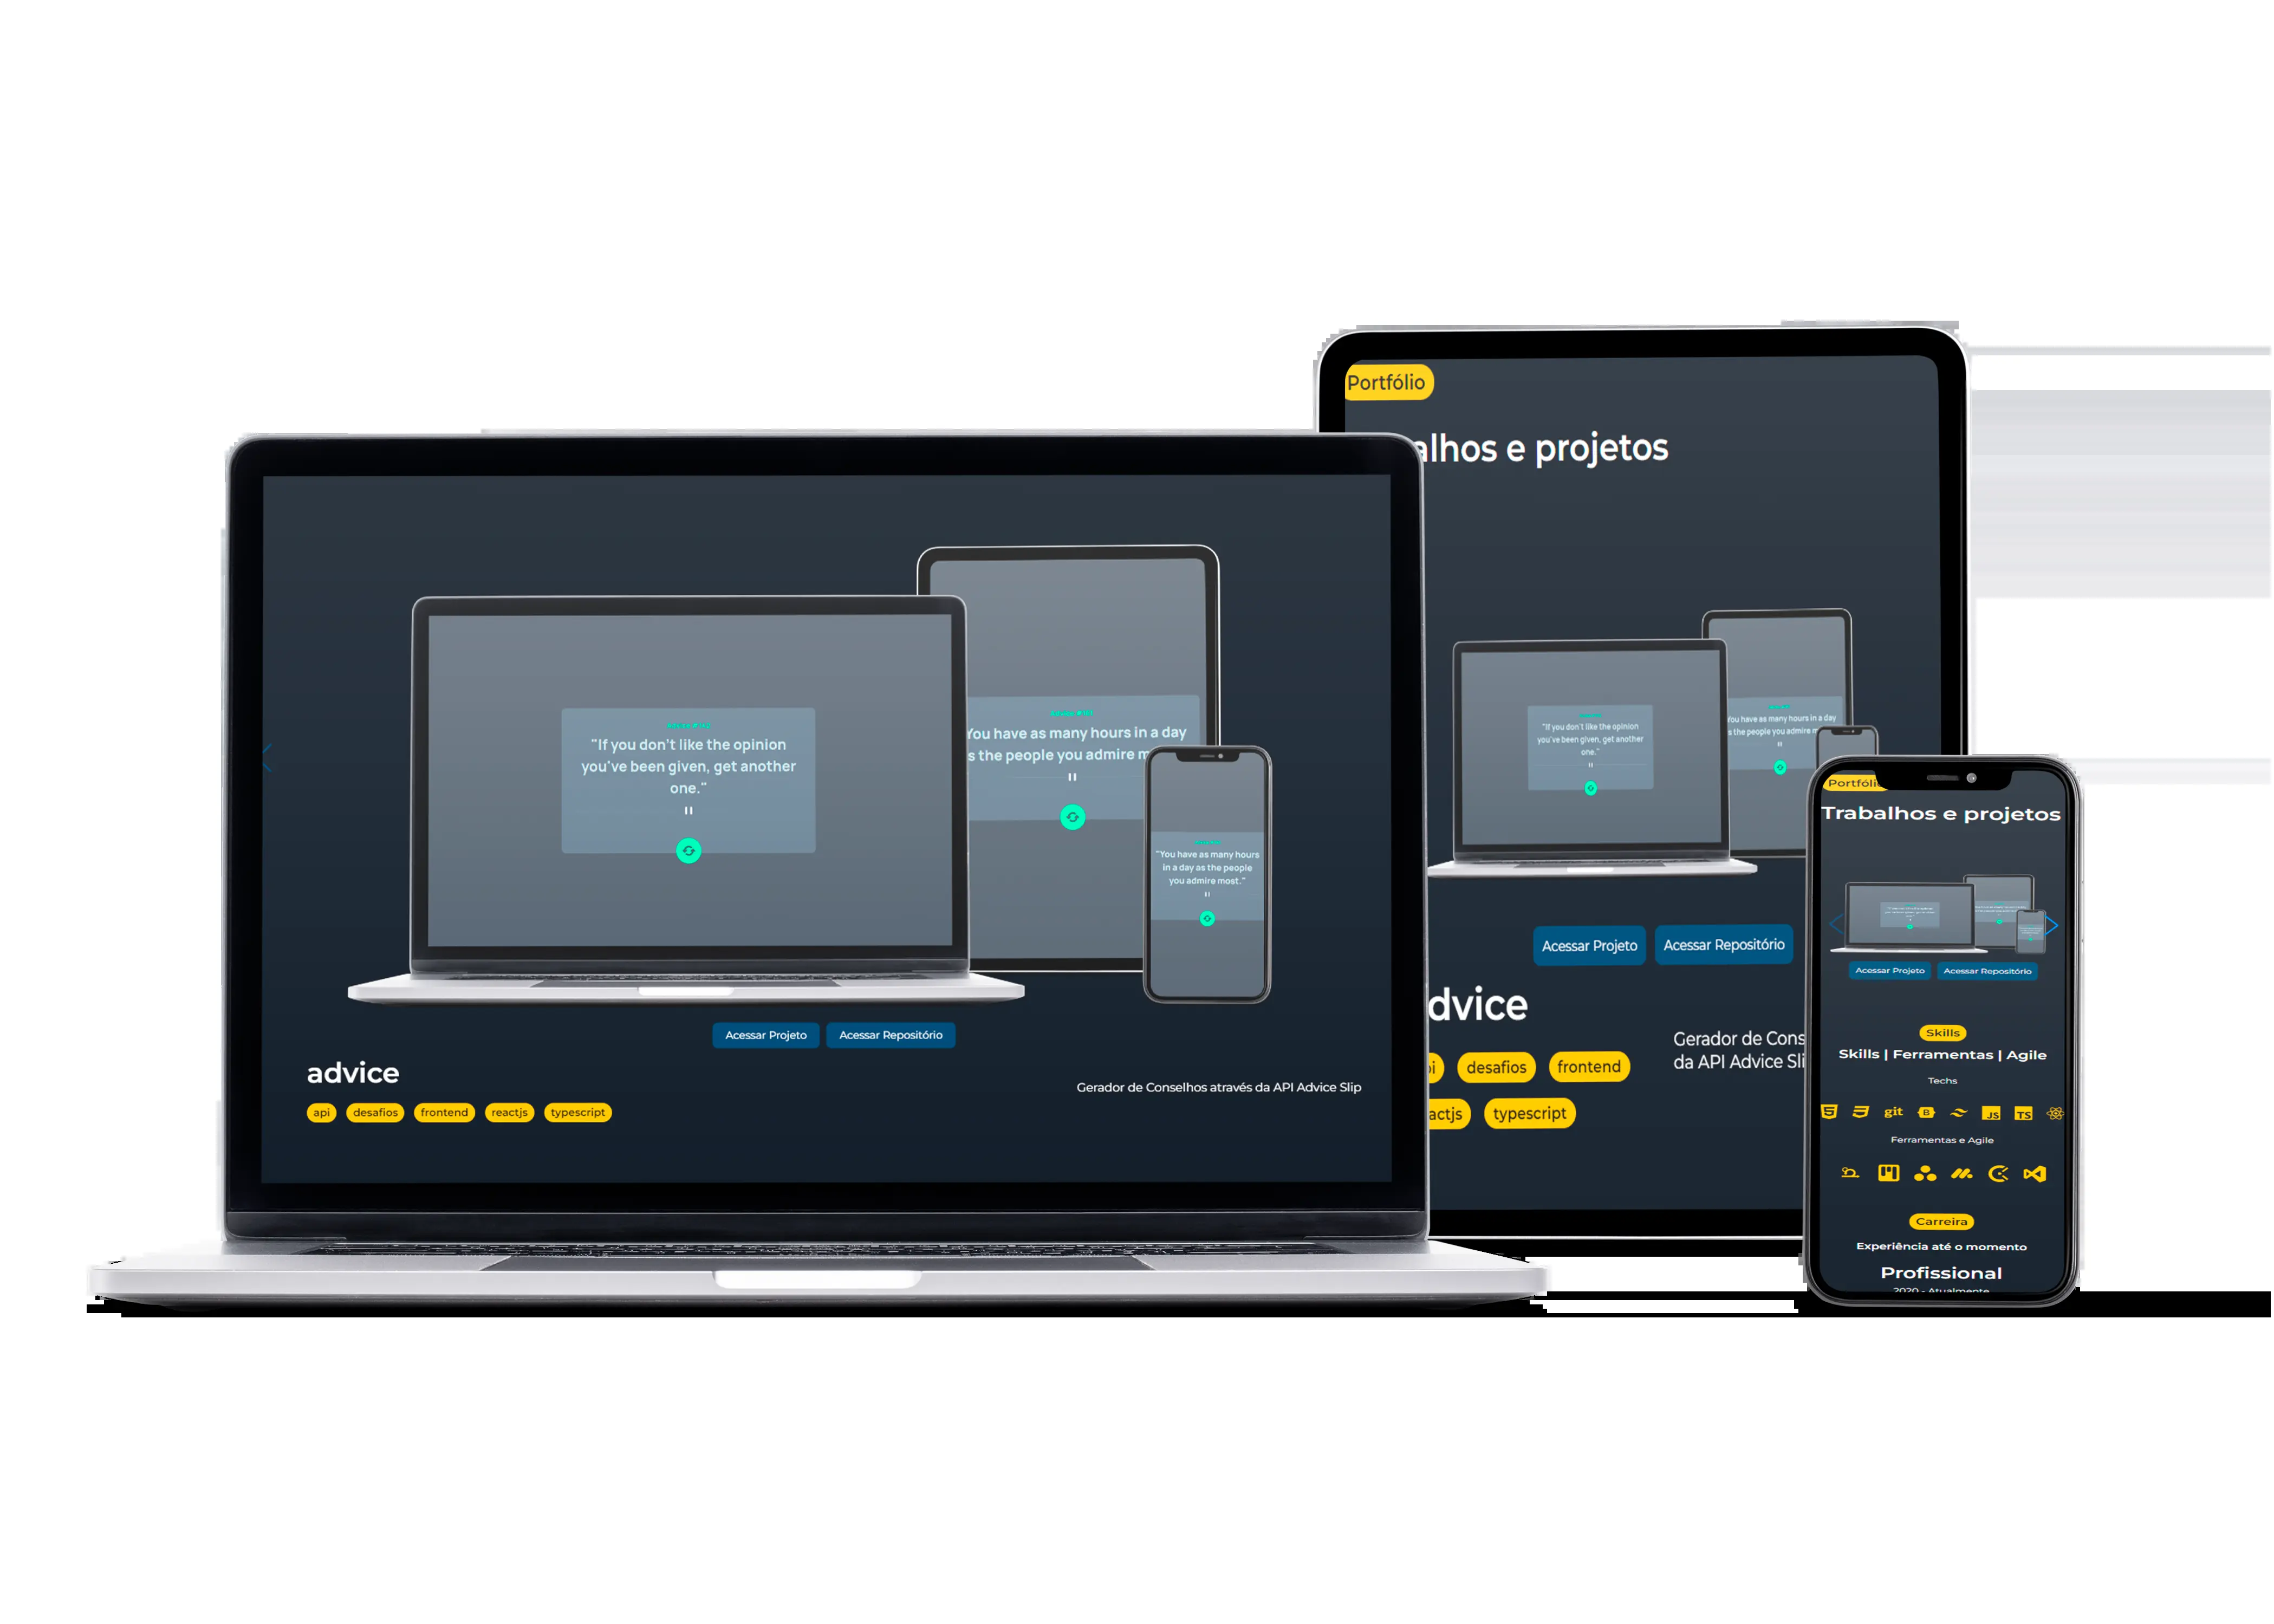 "If you don't like the opinion
you've been given, get another
one."
You have as many hours in a day
s the people you admire m
"You have as many hours
in a day as the people
you admire most."
Acessar Projeto
Acessar Repositório
advice
Gerador de Conselhos através da API Advice Slip
api
desafios
frontend
reactjs
typescript
Portfólio
alhos e projetos
"If you don't like the opinion
you've been given, get another
one."
You have as many hours in a day
s the people you admire m
Acessar Projeto
Acessar Repositório
dvice
Gerador de Cons
da API Advice Sli
pi
desafios
frontend
actjs
typescript
Portfóli
Trabalhos e projetos
Acessar Projeto
Acessar Repositório
Skills
Skills | Ferramentas | Agile
Techs
git
B
JS
TS
Ferramentas e Agile
Carreira
Experiência até o momento
Profissional
2020 - Atualmente